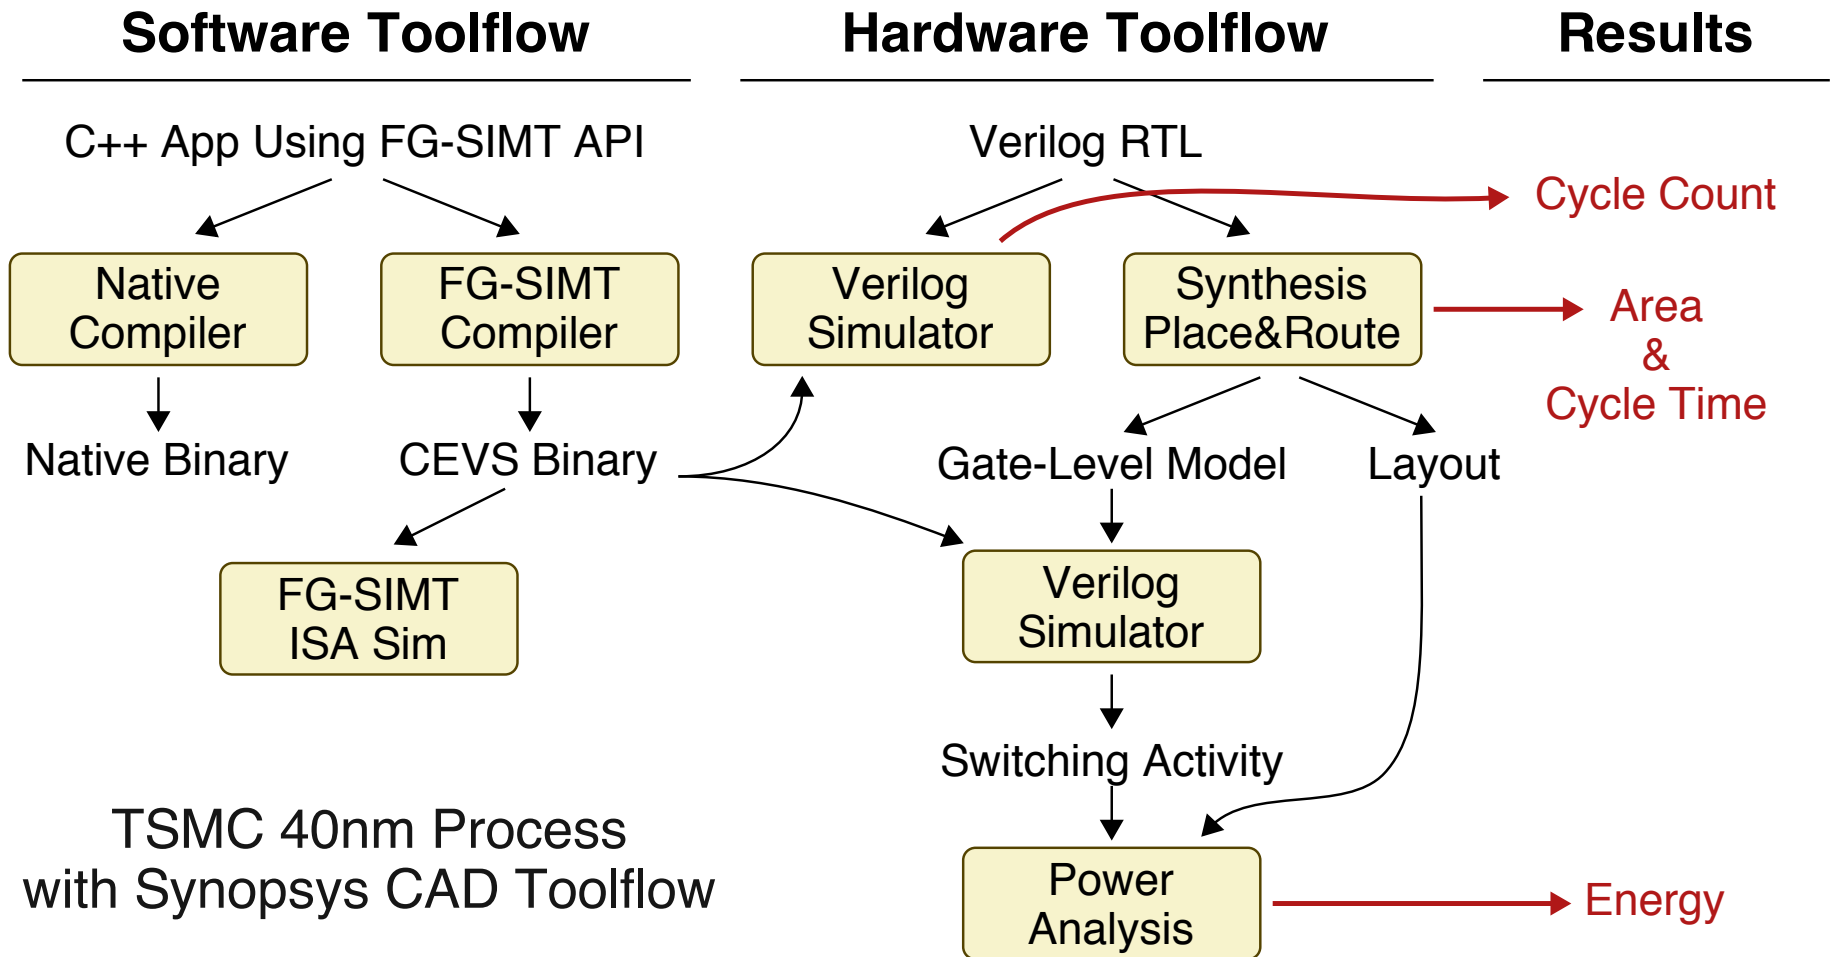 Software Toolflow
Hardware Toolflow
Results
C++ App Using FG-SIMT API
Verilog RTL
Cycle Count
Native
Compiler
FG-SIMT
Compiler
Verilog
Simulator
Synthesis
Place&Route
Area
&
Cycle Time
Native Binary
CEVS Binary
Gate-Level Model
Layout
FG-SIMT
ISA Sim
Verilog
Simulator
Switching Activity
TSMC 40nm Process
with Synopsys CAD Toolflow
Power
Analysis
Energy